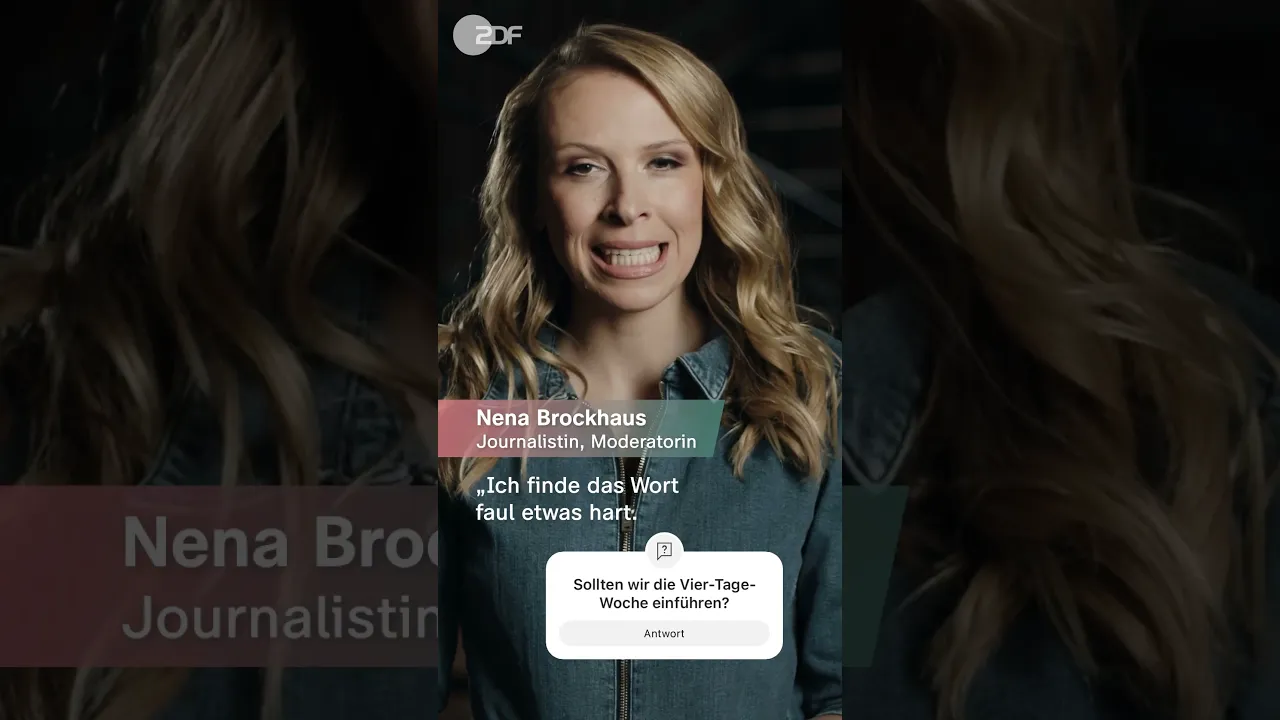 ZDF
Nena Brockhaus
Journalistin, Moderatorin
„Ich finde das Wort
faul etwas hart.
?
Sollten wir die Vier-Tage-
Woche einführen?
Antwort
Nena Broc
Journalistin